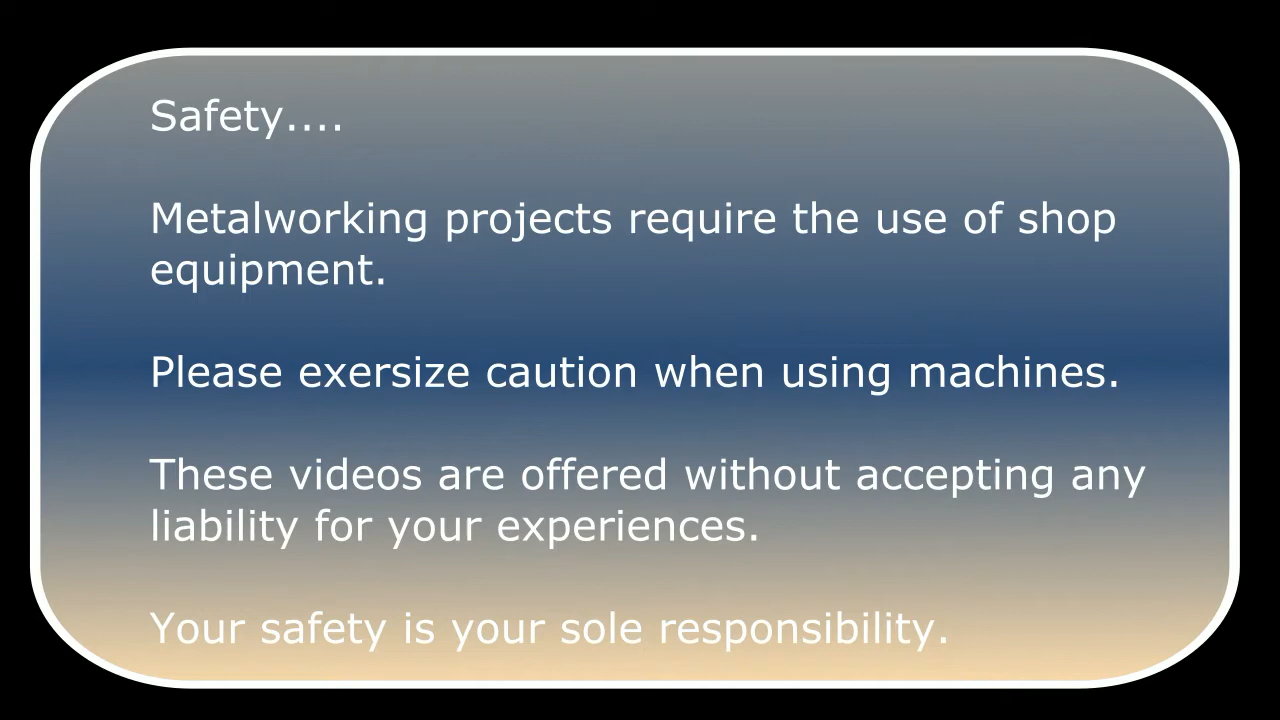 Safety....
Metalworking projects require the use of shop
equipment.
Please exersize caution when using machines.
These videos are offered without accepting any
liability for your experiences.
Your safety is your sole responsibility.